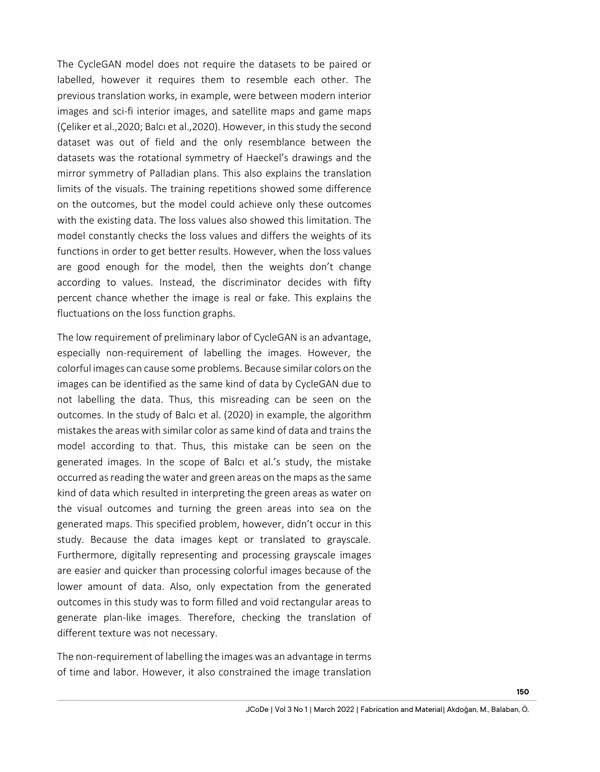 The CycleGAN model does not require the datasets to be paired or
labelled, however it requires them to resemble each other. The
previous translation works, in example, were between modern interior
images and sci-fi interior images, and satellite maps and game maps
(Çeliker et al.,2020; Balcı et al.,2020). However, in this study the second
dataset was out of field and the only resemblance between the
datasets was the rotational symmetry of Haeckel's drawings and the
mirror symmetry of Palladian plans. This also explains the translation
limits of the visuals. The training repetitions showed some difference
on the outcomes, but the model could achieve only these outcomes
with the existing data. The loss values also showed this limitation. The
model constantly checks the loss values and differs the weights of its
functions in order to get better results. However, when the loss values
are good enough for the model, then the weights don't change
according to values. Instead, the discriminator decides with fifty
percent chance whether the image is real or fake. This explains the
fluctuations on the loss function graphs.
The low requirement of preliminary labor of CycleGAN is an advantage,
especially non-requirement of labelling the images. However, the
colorful images can cause some problems. Because similar colors on the
images can be identified as the same kind of data by CycleGAN due to
not labelling the data. Thus, this misreading can be seen on the
outcomes. In the study of Balcı et al. (2020) in example, the algorithm
mistakes the areas with similar color as same kind of data and trains the
model according to that. Thus, this mistake can be seen on the
generated images. In the scope of Balcı et al.'s study, the mistake
occurred as reading the water and green areas on the maps as the same
kind of data which resulted in interpreting the green areas as water on
the visual outcomes and turning the green areas into sea on the
generated maps. This specified problem, however, didn't occur in this
study. Because the data images kept or translated to grayscale.
Furthermore, digitally representing and processing grayscale images
are easier and quicker than processing colorful images because of the
lower amount of data. Also, only expectation from the generated
outcomes in this study was to form filled and void rectangular areas to
generate plan-like images. Therefore, checking the translation of
different texture was not necessary.
The non-requirement of labelling the images was an advantage in terms
of time and labor. However, it also constrained the image translation
150
JCoDe | Vol 3 No 1 | March 2022 | Fabrication and Material| Akdoğan, M., Balaban, Ö.